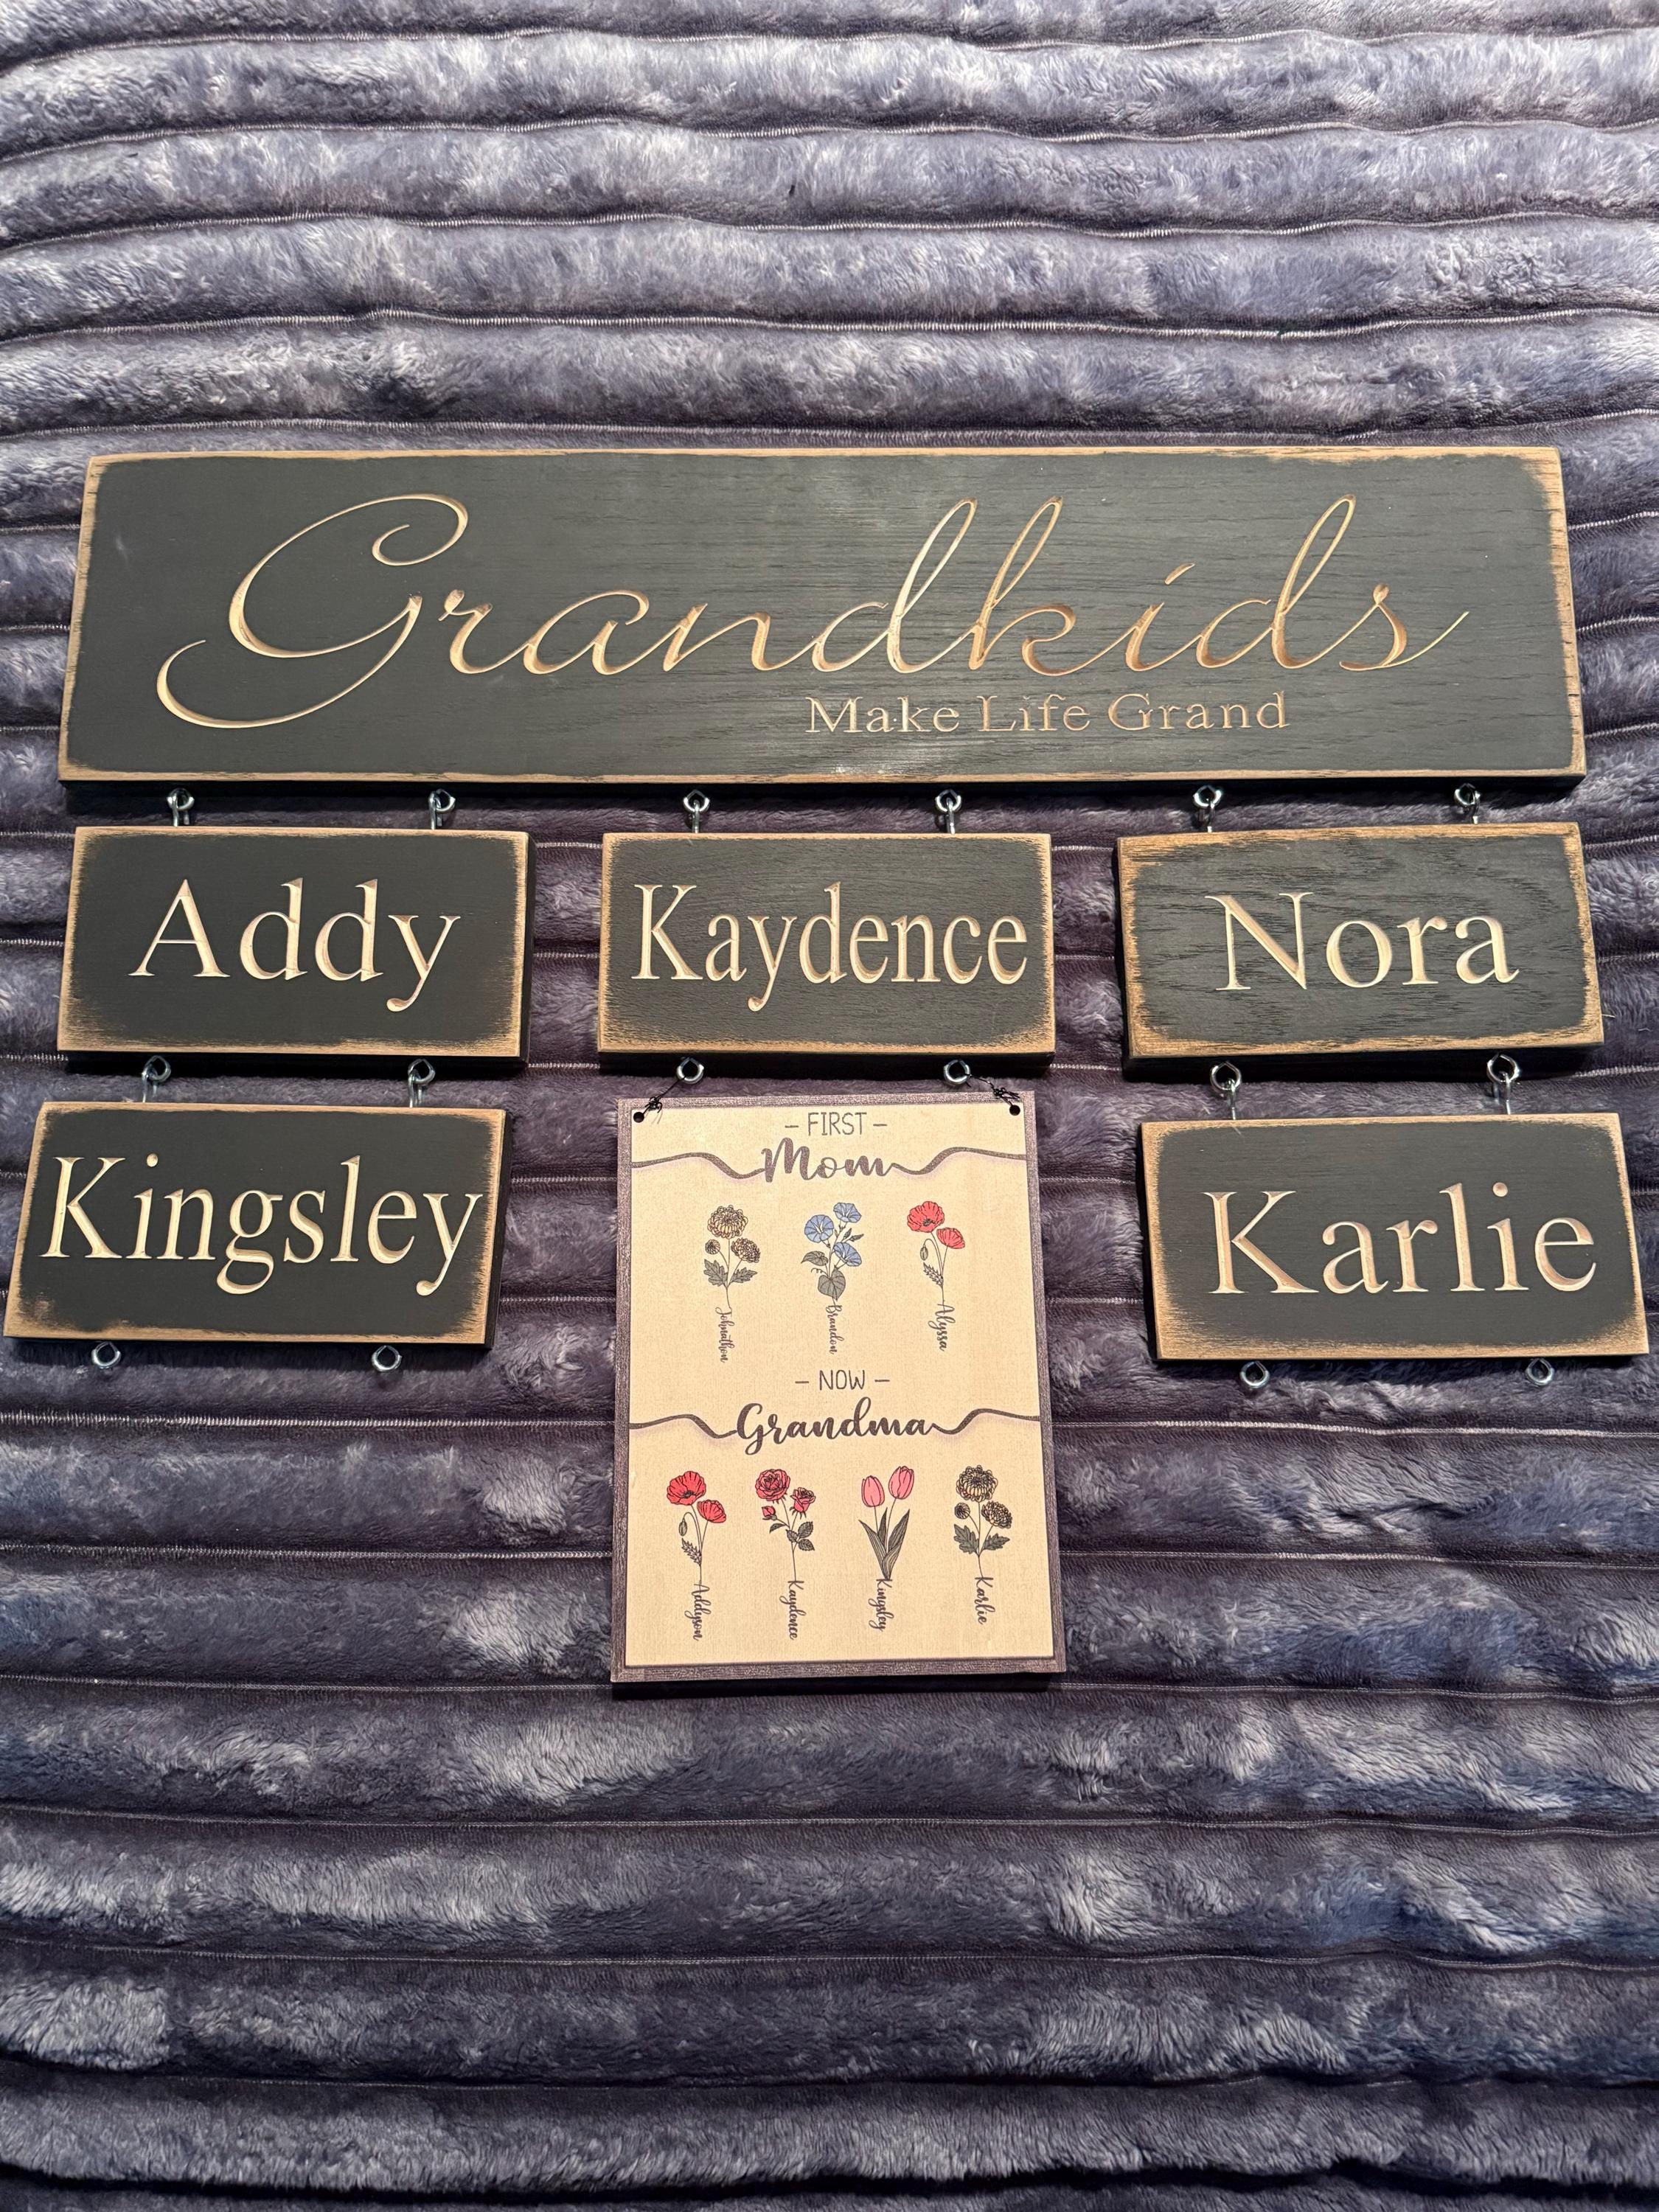 Grandkids
Make Life Grand
Addy
Kaydence
Nora
Kingsley
Karlie
– FIRST –
Mom
Johnathon
Brandon
Alyssa
– NOW –
Grandma
Addyson
Kaydence
Kingsley
Karlie